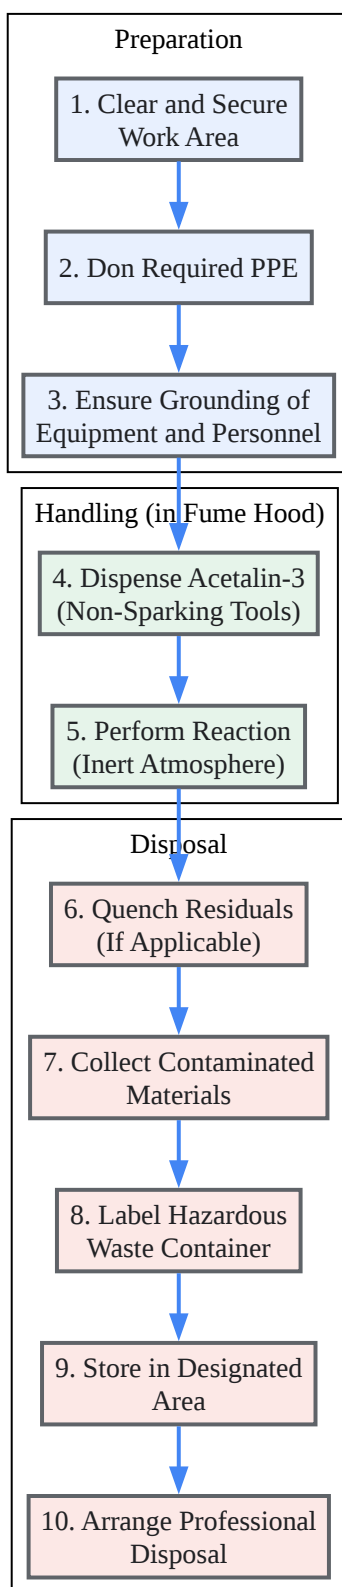 Preparation
1. Clear and Secure
Work Area
2. Don Required PPE
3. Ensure Grounding of
Equipment and Personnel
Handling (in Fume Hood)
4. Dispense Acetalin-3
(Non-Sparking Tools)
5. Perform Reaction
(Inert Atmosphere)
Disposal
6. Quench Residuals
(If Applicable)
7. Collect Contaminated
Materials
8. Label Hazardous
Waste Container
9. Store in Designated
Area
10. Arrange Professional
Disposal